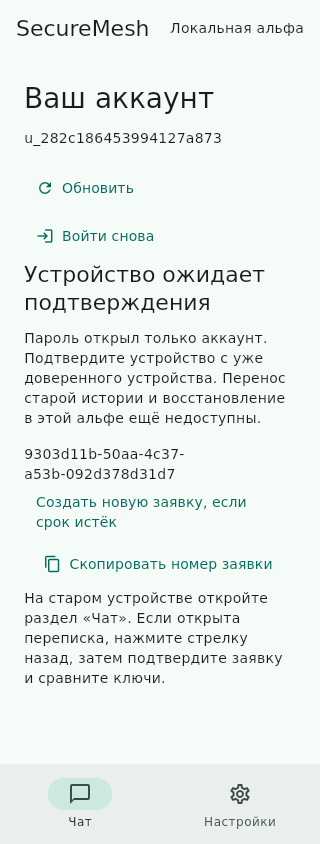 SecureMesh Локальная альфа
Ваш аккаунт
u_282c186453994127a873
Обновить
Войти снова
Устройство ожидает
подтверждения
Пароль открыл только аккаунт.
Подтвердите устройство с уже
доверенного устройства. Перенос
старой истории и восстановление
в этой альфе ещё недоступны.
9303d11b-50aa-4c37-
a53b-092d378d31d7
Создать новую заявку, если
срок истёк
Скопировать номер заявки
На старом устройстве откройте
раздел «Чат». Если открыта
переписка, нажмите стрелку
назад, затем подтвердите заявку
и сравните ключи.
Чат Настройки